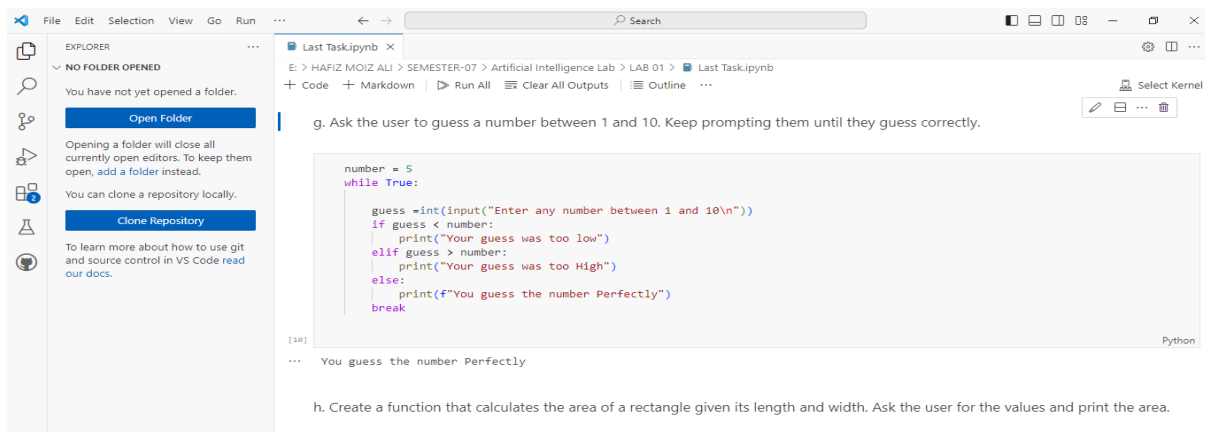 File Edit Selection View Go Run ...
Search
EXPLORER ...
NO FOLDER OPENED
You have not yet opened a folder.
Open Folder
Opening a folder will close all
currently open editors. To keep them
open, add a folder instead.
You can clone a repository locally.
Clone Repository
To learn more about how to use git
and source control in VS Code read
our docs.
2
Last Task.ipynb
E: > HAFIZ MOIZ ALI > SEMESTER-07 > Artificial Intelligence Lab > LAB 01 > Last Task.ipynb
+ Code + Markdown Run All Clear All Outputs Outline ...
Select Kernel
g. Ask the user to guess a number between 1 and 10. Keep prompting them until they guess correctly.
number = 5
while True:
guess =int(input("Enter any number between 1 and 10\n"))
if guess < number:
print("Your guess was too low")
elif guess > number:
print("Your guess was too High")
else:
print(f"You guess the number Perfectly")
break
[10]
Python
... You guess the number Perfectly
h. Create a function that calculates the area of a rectangle given its length and width. Ask the user for the values and print the area.